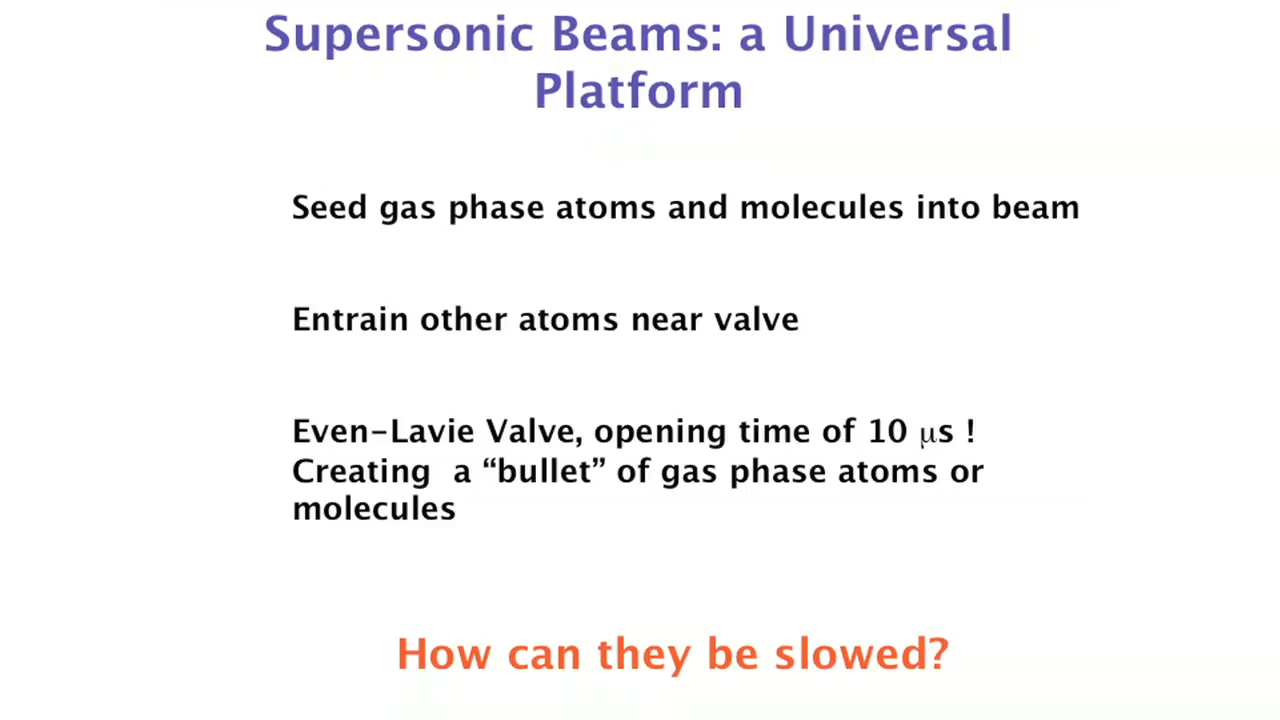 Supersonic Beams: a Universal
Platform
Seed gas phase atoms and molecules into beam
Entrain other atoms near valve
Even-Lavie Valve, opening time of 10 μs !
Creating  a “bullet” of gas phase atoms or
molecules
How can they be slowed?